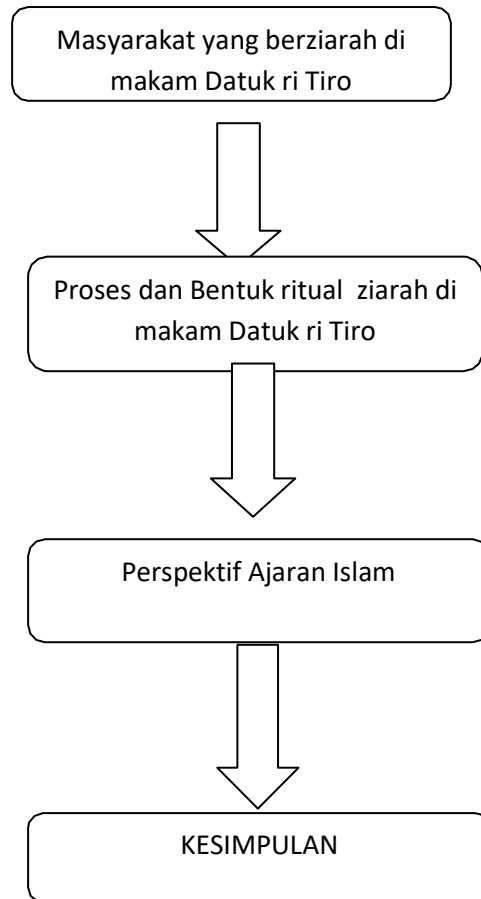 Masyarakat yang berziarah di
makam Datuk ri Tiro
Proses dan Bentuk ritual ziarah di
makam Datuk ri Tiro
Perspektif Ajaran Islam
KESIMPULAN